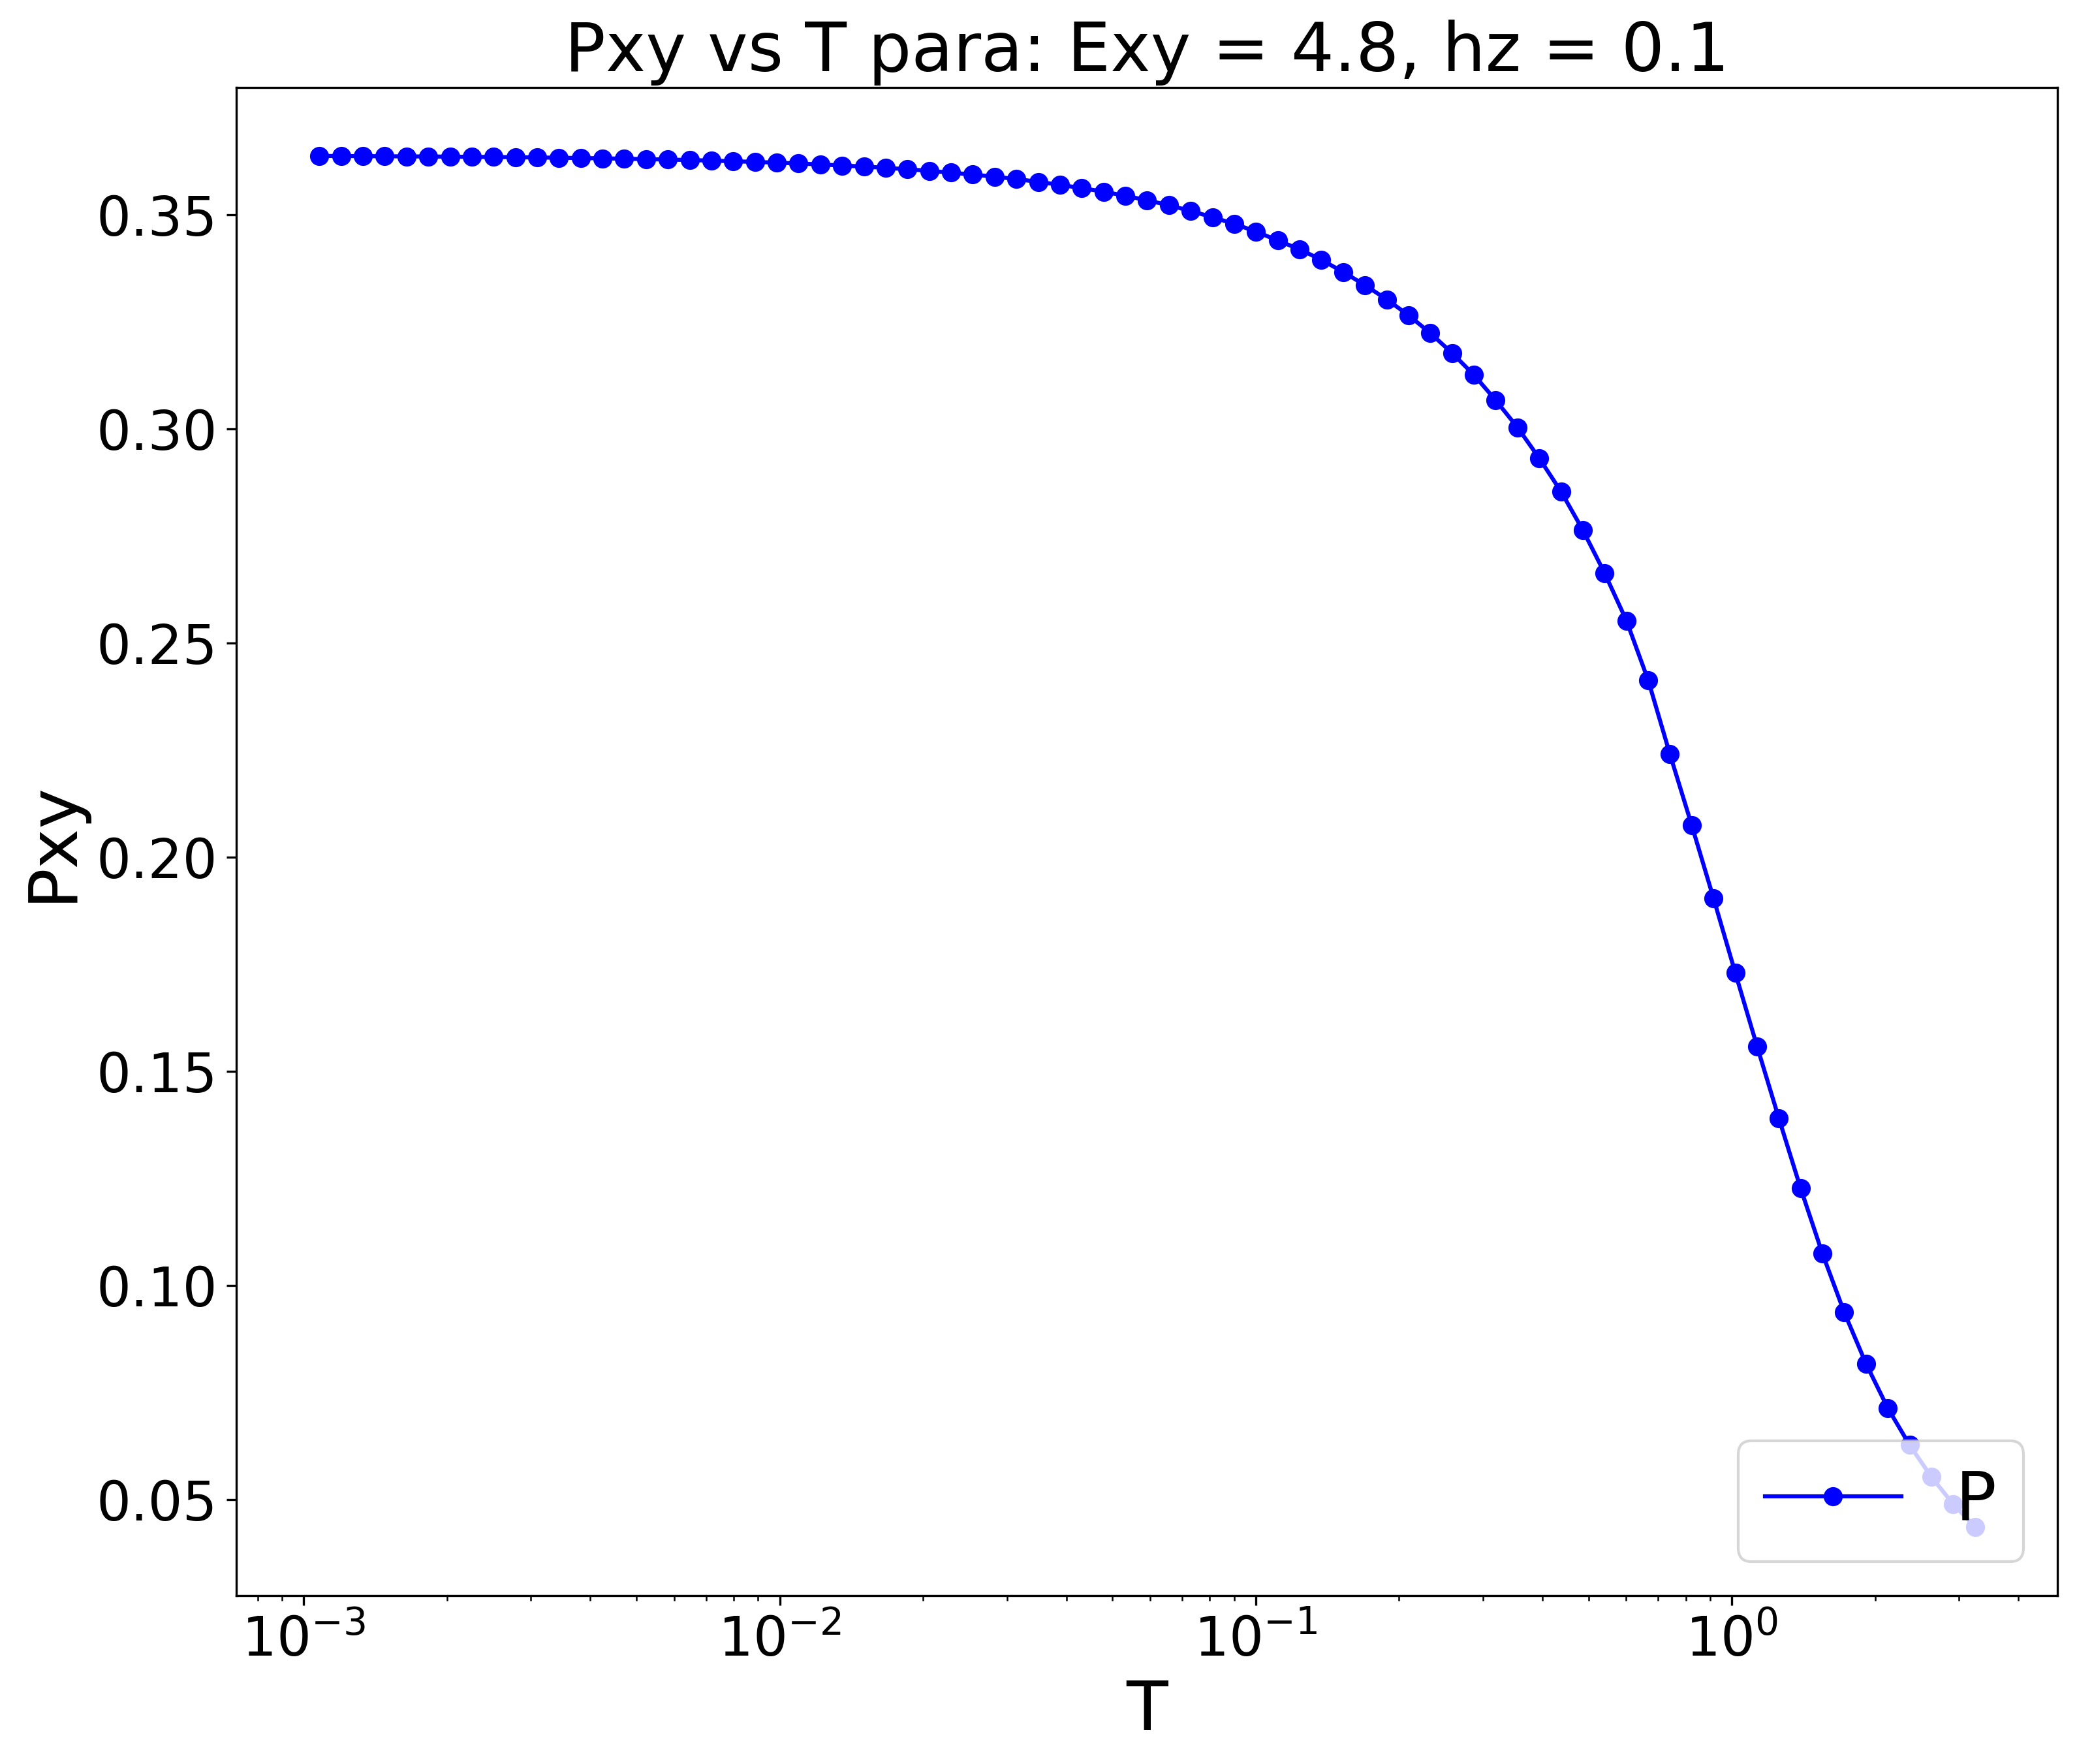 Pxy vs T para: Exy = 4.8, hz = 0.1
Pxy
0.35
0.30
0.25
0.20
0.15
0.10
0.05
P
10⁻³ 10⁻² 10⁻¹ 10⁰
T